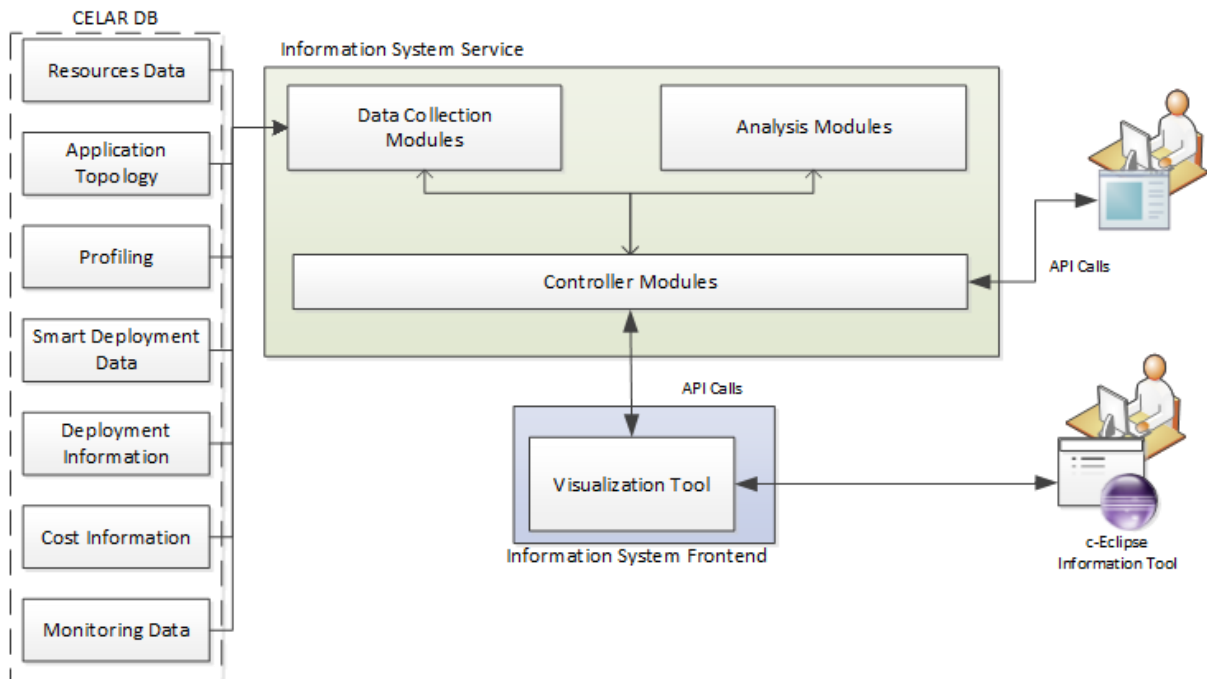 CELAR DB
Resources Data
Application
Topology
Profiling
Smart Deployment
Data
Deployment
Information
Cost Information
Monitoring Data
Information System Service
Data Collection
Modules
Analysis Modules
Controller Modules
API Calls
API Calls
Visualization Tool
Information System Frontend
c-Eclipse
Information Tool